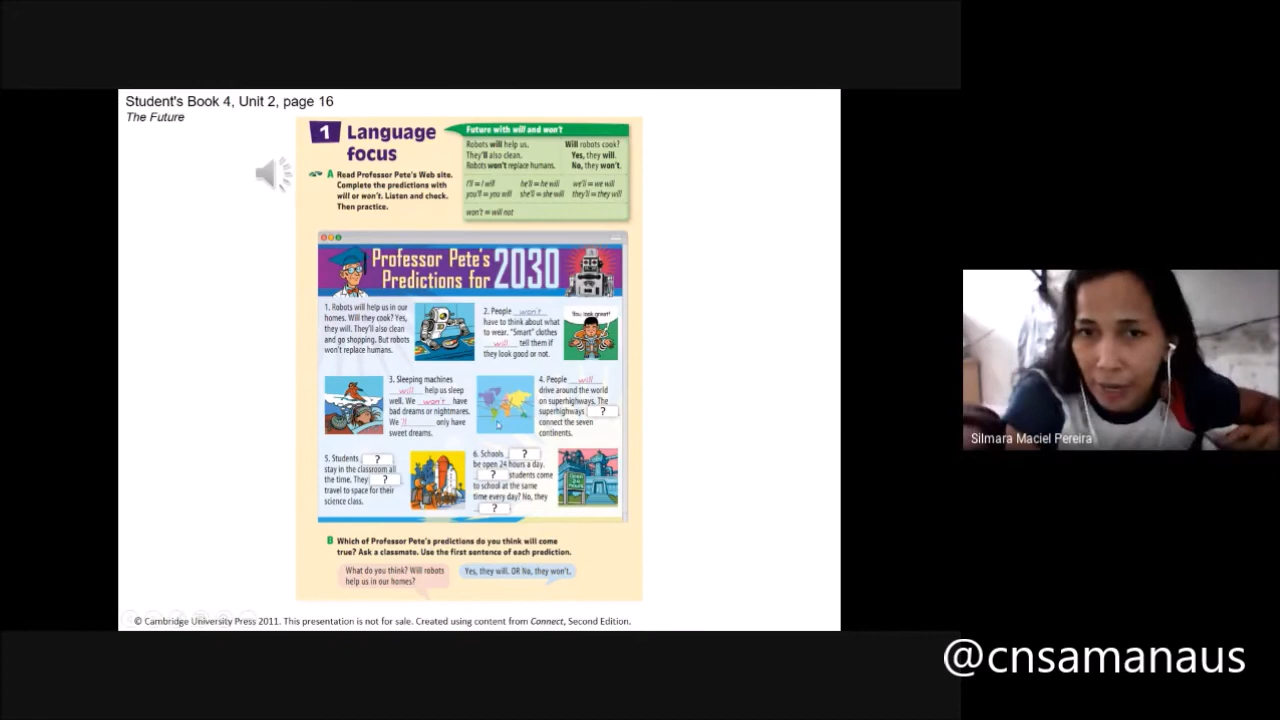 Student's Book 4, Unit 2, page 16
The Future
1 Language
focus
A Read Professor Pete's Web site.
Complete the predictions with
will or won't. Listen and check.
Then practice.
Future with will and won't
Robots will help us.
They'll also clean.
Robots won't replace humans.
Will robots cook?
Yes, they will.
No, they won't.
I'll = I will he'll = he will we'll = we will
you'll = you will she'll = she will they'll = they will
won't = will not
Professor Pete's
Predictions for 2030
1. Robots will help us in our
homes. Will they cook? Yes,
they will. They'll also clean
and go shopping. But robots
won't replace humans.
2. People won't
have to think about what
to wear. "Smart" clothes
will tell them if
they look good or not.
You look great!
3. Sleeping machines
will help us sleep
well. We won't have
bad dreams or nightmares.
We 'll only have
sweet dreams.
4. People will
drive around the world
on superhighways. The
superhighways ?
connect the seven
continents.
5. Students ?
stay in the classroom all
the time. They ?
travel to space for their
science class.
6. Schools ?
be open 24 hours a day.
? students come
to school at the same
time every day? No, they
?
OPEN
24
HOURS
B Which of Professor Pete's predictions do you think will come
true? Ask a classmate. Use the first sentence of each prediction.
What do you think? Will robots
help us in our homes?
Yes, they will. OR No, they won't.
© Cambridge University Press 2011. This presentation is not for sale. Created using content from Connect, Second Edition.
Silmara Maciel Pereira
@cnsamanaus